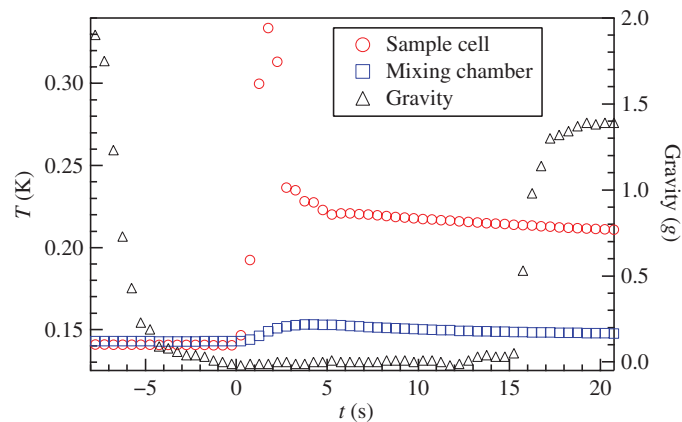 Sample cell
Mixing chamber
Gravity
0.30
0.25
0.20
0.15
T (K)
2.0
1.5
1.0
0.5
0.0
Gravity (g)
−5 0 5 10 15 20
t (s)